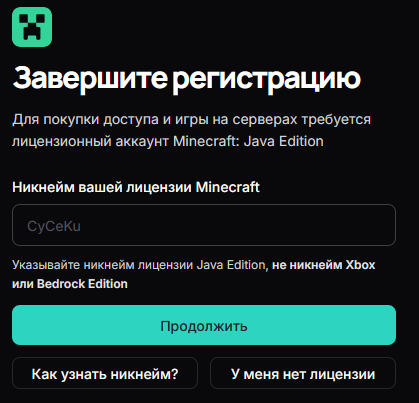 Завершите регистрацию
Для покупки доступа и игры на серверах требуется
лицензионный аккаунт Minecraft: Java Edition
Никнейм вашей лицензии Minecraft
CyCeKu
Указывайте никнейм лицензии Java Edition, не никнейм Xbox
или Bedrock Edition
Продолжить
Как узнать никнейм?
У меня нет лицензии